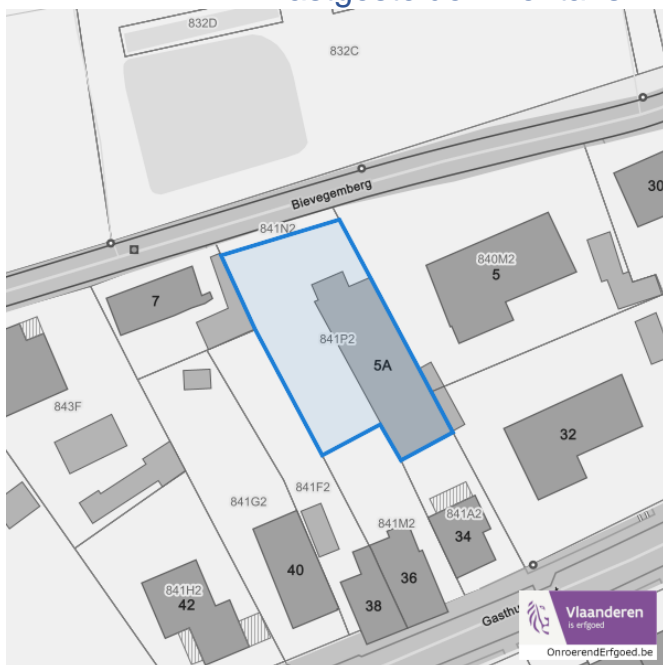 832D
832C
Bievegemberg
30
841N2
840M2
5
7
841P2
5A
843F
32
841G2
841F2
841M2
841A2
34
40
36
841H2
42
38
Vlaanderen
is erfgoed
OnroerendErfgoed.be